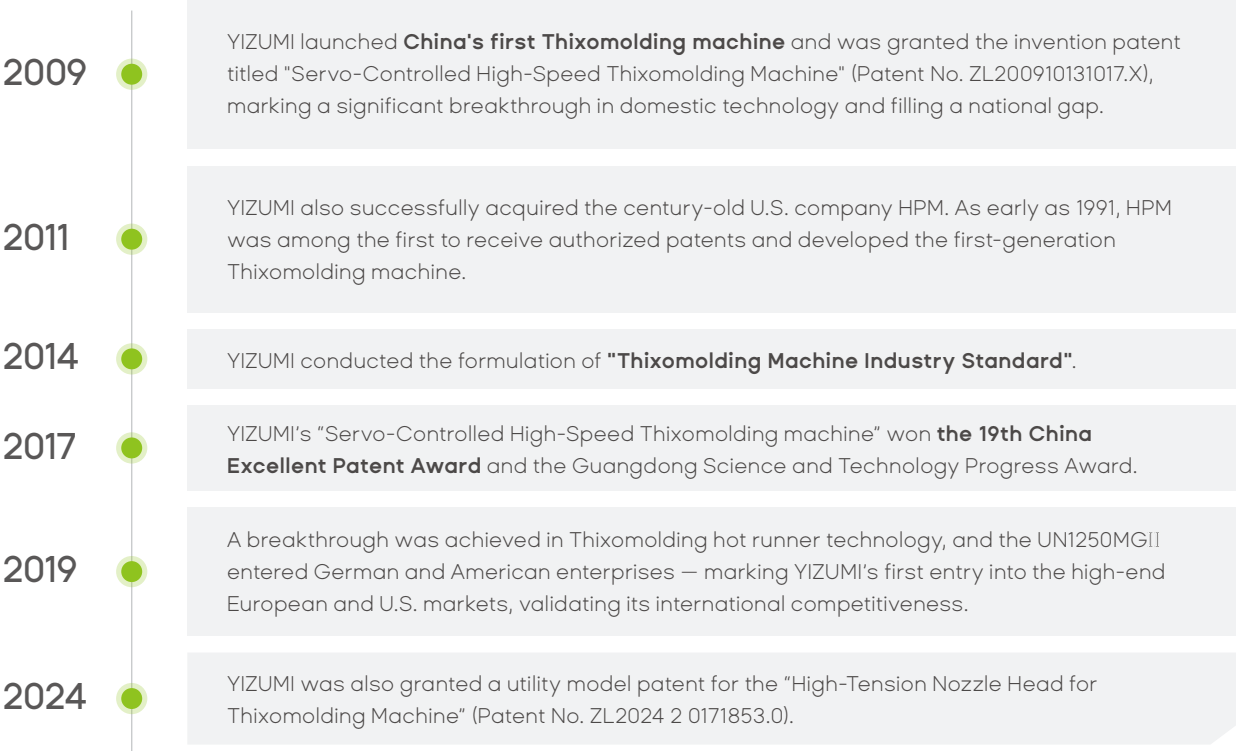 2009
YIZUMI launched China's first Thixomolding machine and was granted the invention patent
titled "Servo-Controlled High-Speed Thixomolding Machine" (Patent No. ZL200910131017.X),
marking a significant breakthrough in domestic technology and filling a national gap.
2011
YIZUMI also successfully acquired the century-old U.S. company HPM. As early as 1991, HPM
was among the first to receive authorized patents and developed the first-generation
Thixomolding machine.
2014
YIZUMI conducted the formulation of "Thixomolding Machine Industry Standard".
2017
YIZUMI's "Servo-Controlled High-Speed Thixomolding machine" won the 19th China
Excellent Patent Award and the Guangdong Science and Technology Progress Award.
2019
A breakthrough was achieved in Thixomolding hot runner technology, and the UN1250MGII
entered German and American enterprises — marking YIZUMI's first entry into the high-end
European and U.S. markets, validating its international competitiveness.
2024
YIZUMI was also granted a utility model patent for the "High-Tension Nozzle Head for
Thixomolding Machine" (Patent No. ZL2024 2 0171853.0).